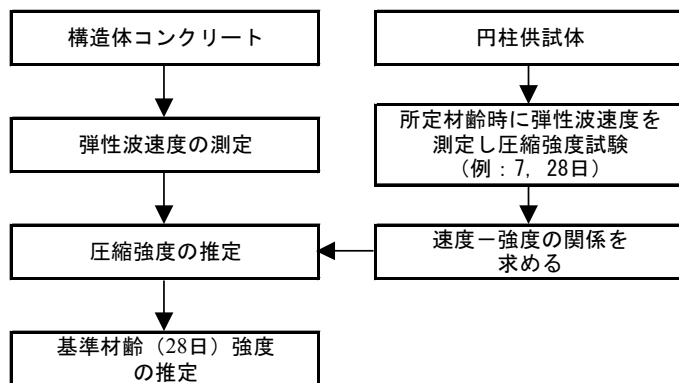 構造体コンクリート
弾性波速度の測定
圧縮強度の推定
基準材齢（28日）強度
の推定
円柱供試体
所定材齢時に弾性波速度を
測定し圧縮強度試験
（例：7, 28日）
速度－強度の関係を
求める